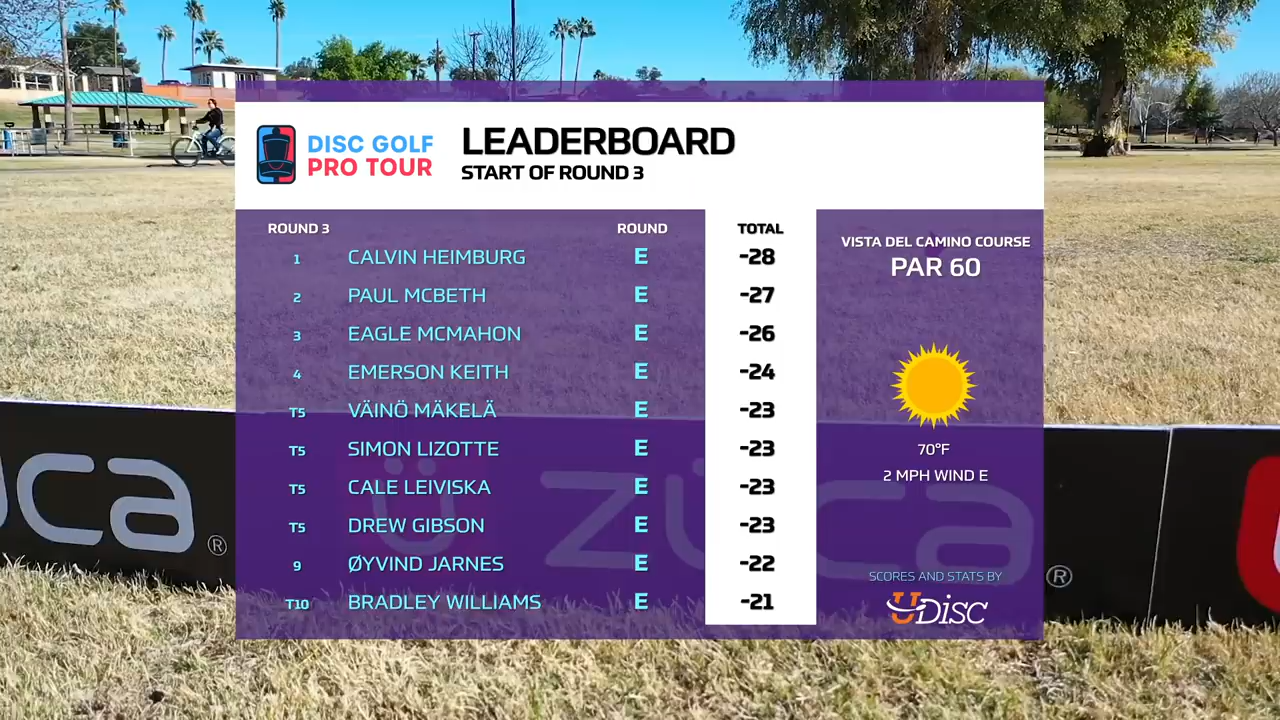 DISC GOLF
PRO TOUR
LEADERBOARD
START OF ROUND 3
ROUND 3 ROUND TOTAL
1 CALVIN HEIMBURG E -28
2 PAUL MCBETH E -27
3 EAGLE MCMAHON E -26
4 EMERSON KEITH E -24
T5 VÄINÖ MÄKELÄ E -23
T5 SIMON LIZOTTE E -23
T5 CALE LEIVISKA E -23
T5 DREW GIBSON E -23
9 ØYVIND JARNES E -22
T10 BRADLEY WILLIAMS E -21
VISTA DEL CAMINO COURSE
PAR 60
70°F
2 MPH WIND E
SCORES AND STATS BY
UDisc
züca ®
ü züca ®